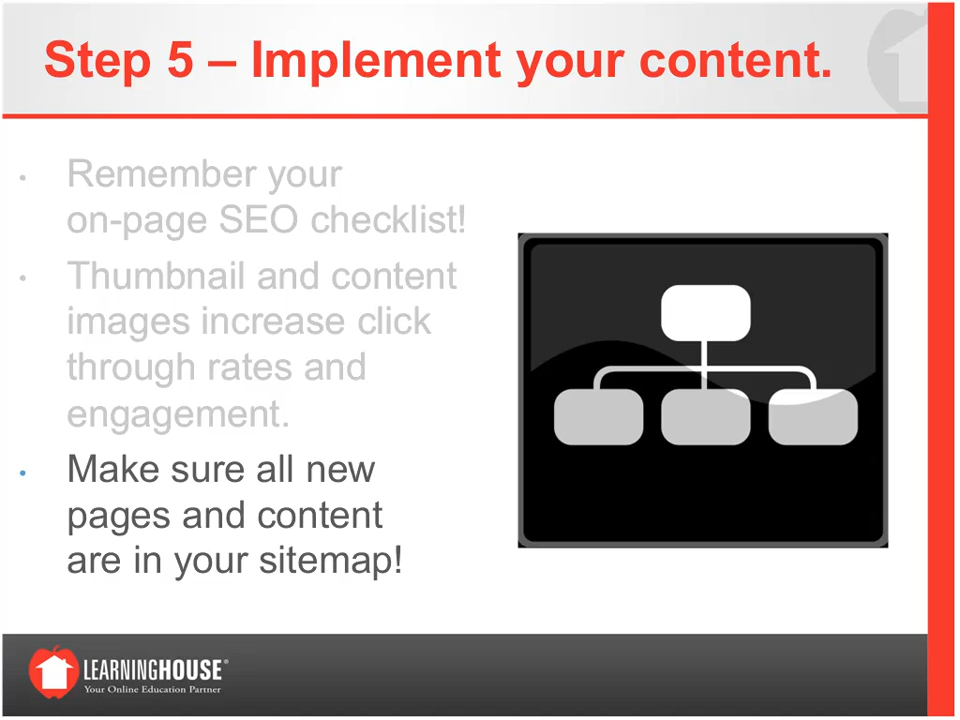 Step 5 – Implement your content.
• Remember your
on-page SEO checklist!
• Thumbnail and content
images increase click
through rates and
engagement.
• Make sure all new
pages and content
are in your sitemap!
LEARNINGHOUSE®
Your Online Education Partner